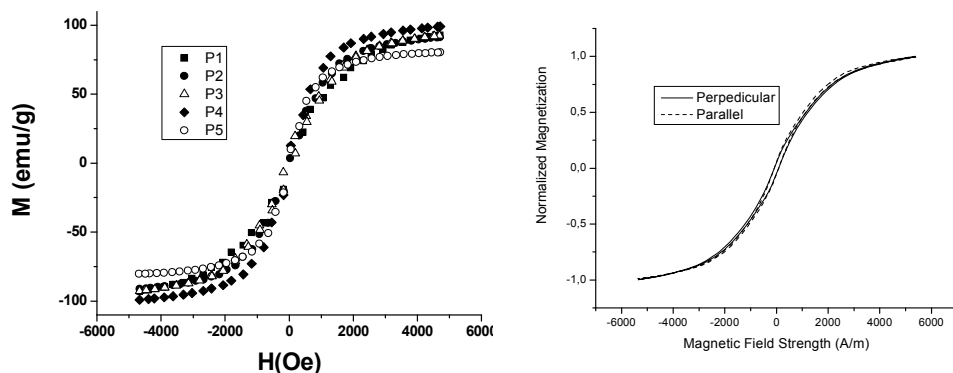 100
50
0
-50
-100
M (emu/g)
P1
P2
P3
P4
P5
-6000 -4000 -2000 0 2000 4000 6000
H(Oe)
1,0
0,5
0,0
-0,5
-1,0
Normalized Magnetization
Perpedicular
Parallel
-6000 -4000 -2000 0 2000 4000 6000
Magnetic Field Strength (A/m)